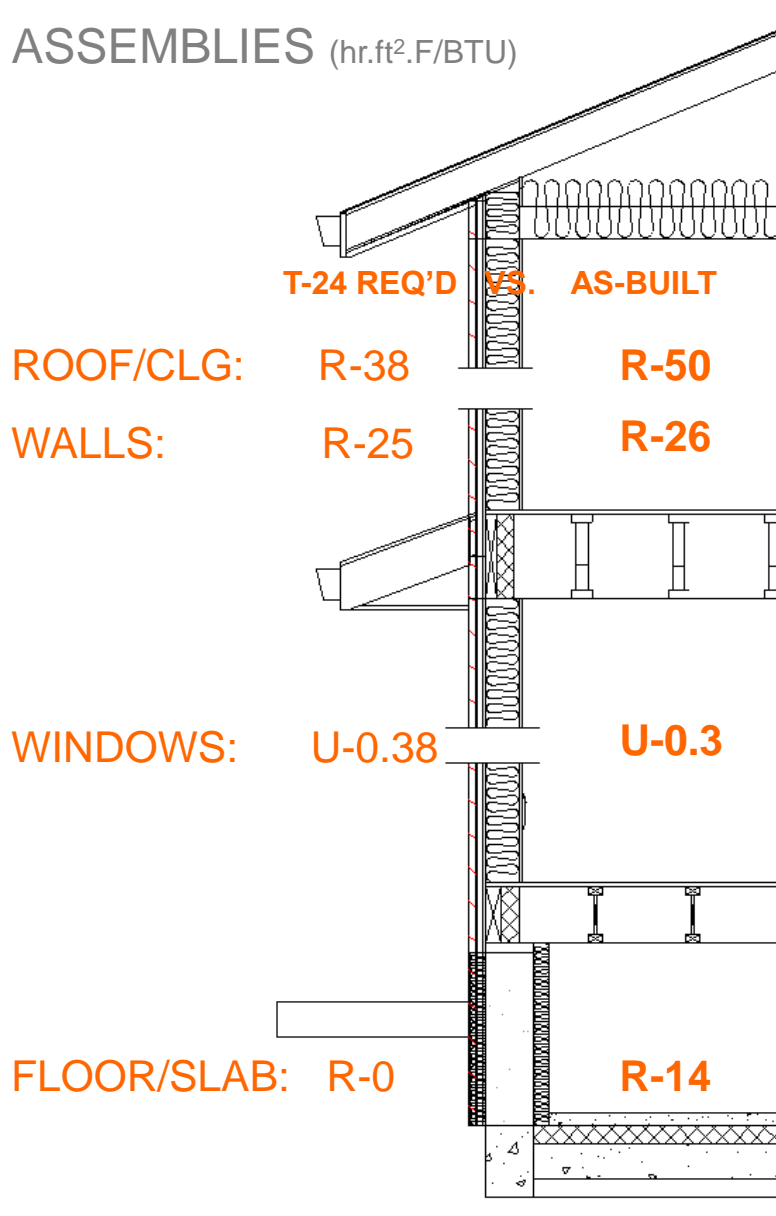 ASSEMBLIES (hr.ft².F/BTU)
T-24 REQ’D VS. AS-BUILT
ROOF/CLG: R-38 R-50
WALLS: R-25 R-26
WINDOWS: U-0.38 U-0.3
FLOOR/SLAB: R-0 R-14